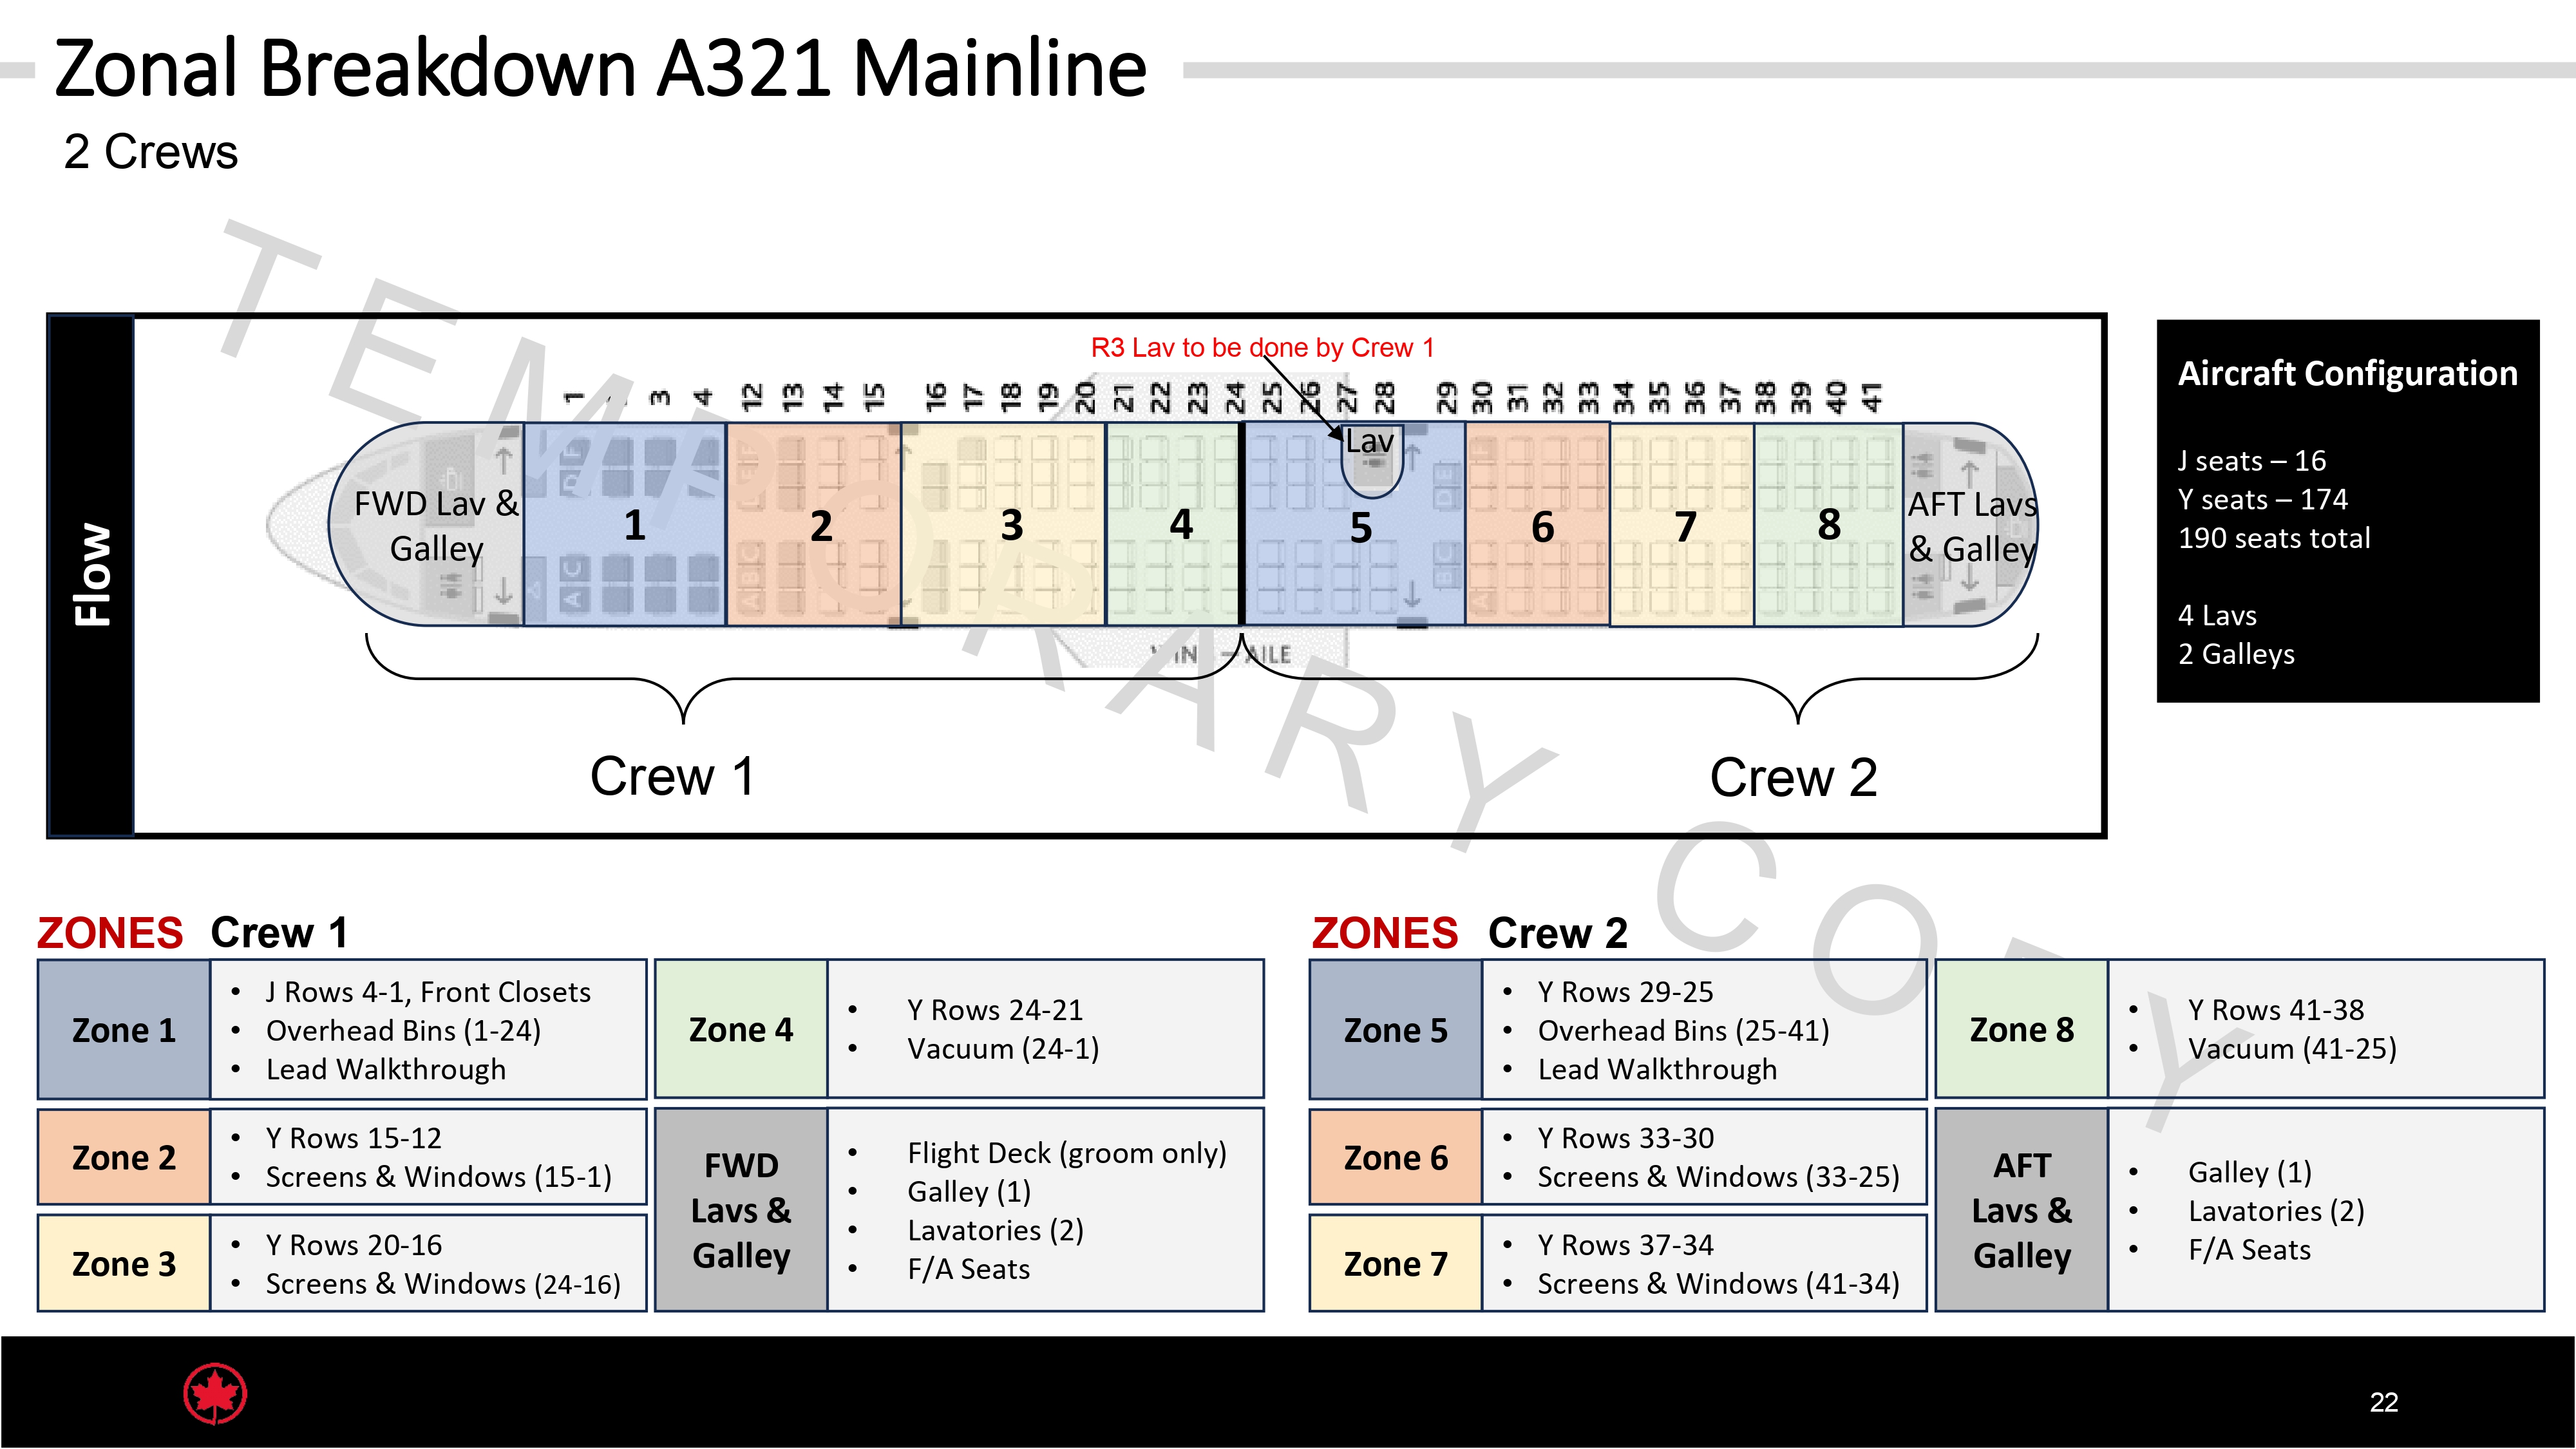 Zonal Breakdown A321 Mainline
2 Crews
TEMPORARY COPY
Flow
R3 Lav to be done by Crew 1
1 3 4 12 13 14 15 16 17 18 19 20 21 22 23 24 25 26 27 28 29 30 31 32 33 34 35 36 37 38 39 40 41
FWD Lav &
Galley
1
2
3
4
5
Lav
6
7
8
AFT Lavs
& Galley
AILE
Crew 1
Crew 2
Aircraft Configuration
J seats – 16
Y seats – 174
190 seats total
4 Lavs
2 Galleys
ZONES Crew 1
Zone 1
• J Rows 4-1, Front Closets
• Overhead Bins (1-24)
• Lead Walkthrough
Zone 2
• Y Rows 15-12
• Screens & Windows (15-1)
Zone 3
• Y Rows 20-16
• Screens & Windows (24-16)
Zone 4
• Y Rows 24-21
• Vacuum (24-1)
FWD
Lavs &
Galley
• Flight Deck (groom only)
• Galley (1)
• Lavatories (2)
• F/A Seats
ZONES Crew 2
Zone 5
• Y Rows 29-25
• Overhead Bins (25-41)
• Lead Walkthrough
Zone 6
• Y Rows 33-30
• Screens & Windows (33-25)
Zone 7
• Y Rows 37-34
• Screens & Windows (41-34)
Zone 8
• Y Rows 41-38
• Vacuum (41-25)
AFT
Lavs &
Galley
• Galley (1)
• Lavatories (2)
• F/A Seats
22